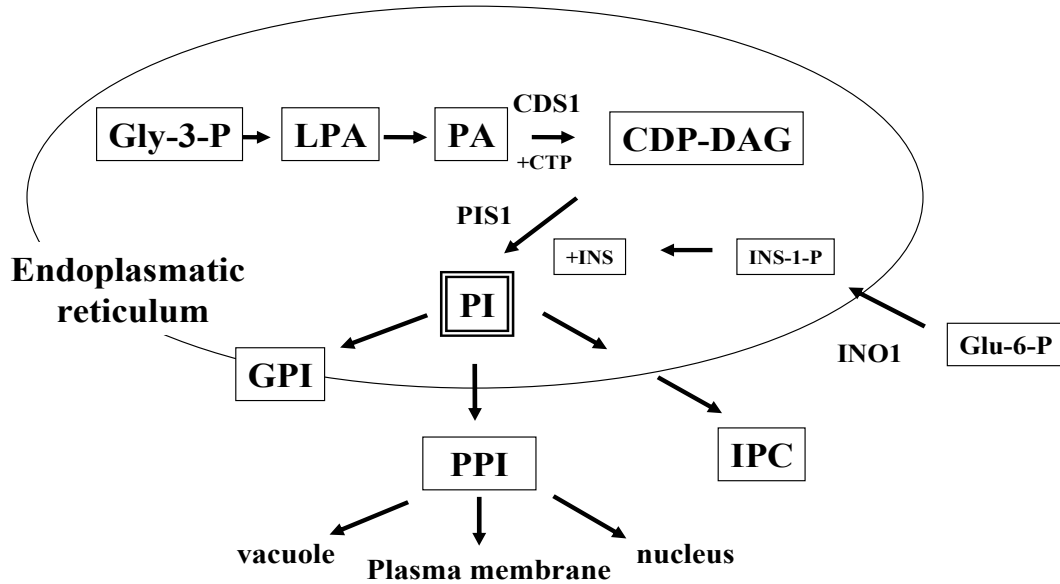 CDS1
Gly-3-P
LPA
PA
CDP-DAG
+CTP
PIS1
+INS
INS-1-P
Endoplasmatic
reticulum
PI
INO1
Glu-6-P
GPI
PPI
IPC
vacuole
Plasma membrane
nucleus